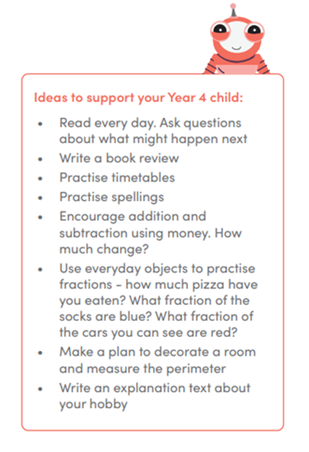 Ideas to support your Year 4 child:
• Read every day. Ask questions
about what might happen next
• Write a book review
• Practise timetables
• Practise spellings
• Encourage addition and
subtraction using money. How
much change?
• Use everyday objects to practise
fractions - how much pizza have
you eaten? What fraction of the
socks are blue? What fraction of
the cars you can see are red?
• Make a plan to decorate a room
and measure the perimeter
• Write an explanation text about
your hobby